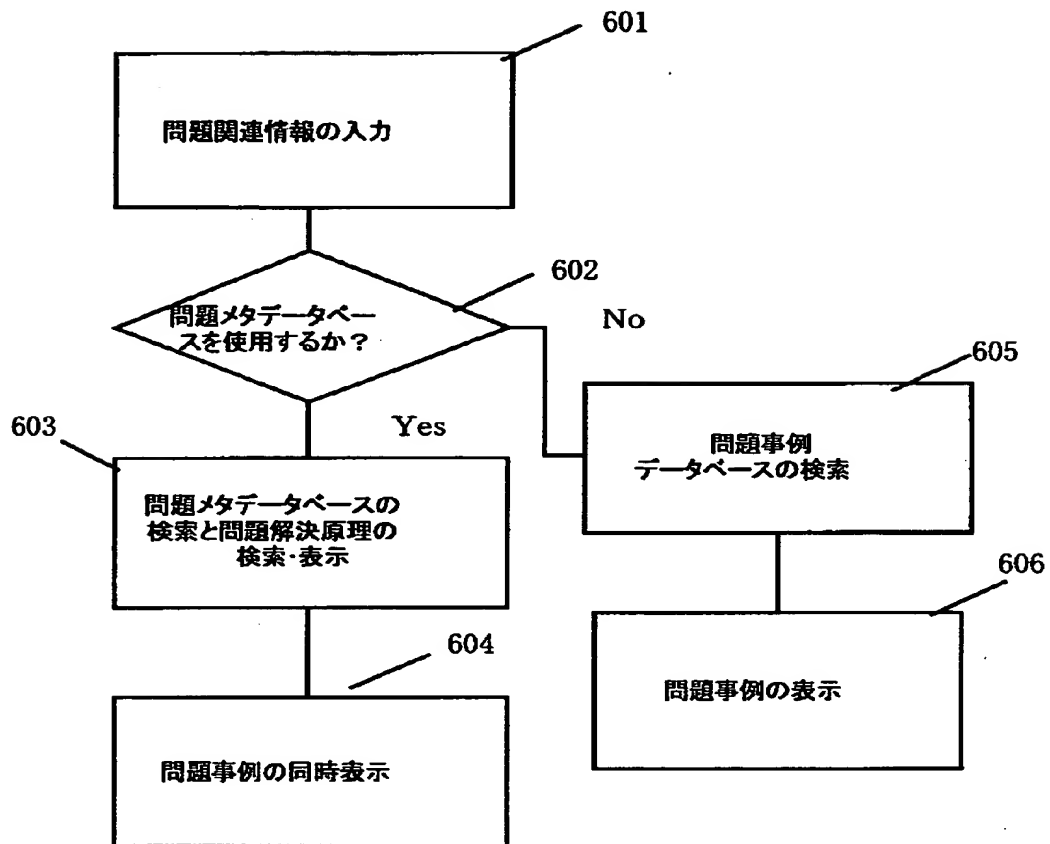 601
問題関連情報の入力
602
問題メタデータベー
スを使用するか？
No
605
603
Yes
問題事例
データベースの検索
問題メタデータベースの
検索と問題解決原理の
検索・表示
606
604
問題事例の表示
問題事例の同時表示